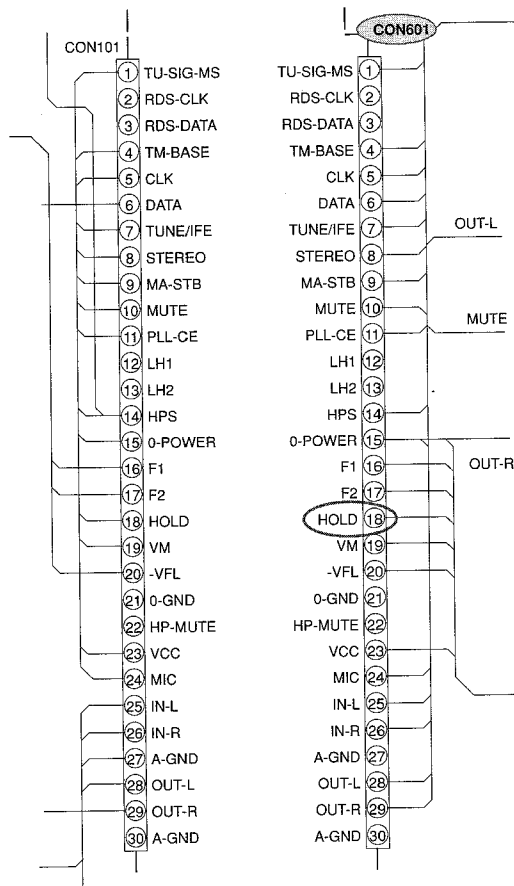 CON101
1 TU-SIG-MS
2 RDS-CLK
3 RDS-DATA
4 TM-BASE
5 CLK
6 DATA
7 TUNE/IFE
8 STEREO
9 MA-STB
10 MUTE
11 PLL-CE
12 LH1
13 LH2
14 HPS
15 0-POWER
16 F1
17 F2
18 HOLD
19 VM
20 -VFL
21 0-GND
22 HP-MUTE
23 VCC
24 MIC
25 IN-L
26 IN-R
27 A-GND
28 OUT-L
29 OUT-R
30 A-GND
CON601
TU-SIG-MS 1
RDS-CLK 2
RDS-DATA 3
TM-BASE 4
CLK 5
DATA 6
TUNE/IFE 7
STEREO 8
MA-STB 9
MUTE 10
PLL-CE 11
LH1 12
LH2 13
HPS 14
0-POWER 15
F1 16
F2 17
HOLD 18
VM 19
-VFL 20
0-GND 21
HP-MUTE 22
VCC 23
MIC 24
IN-L 25
IN-R 26
A-GND 27
OUT-L 28
OUT-R 29
A-GND 30
OUT-L
MUTE
OUT-R